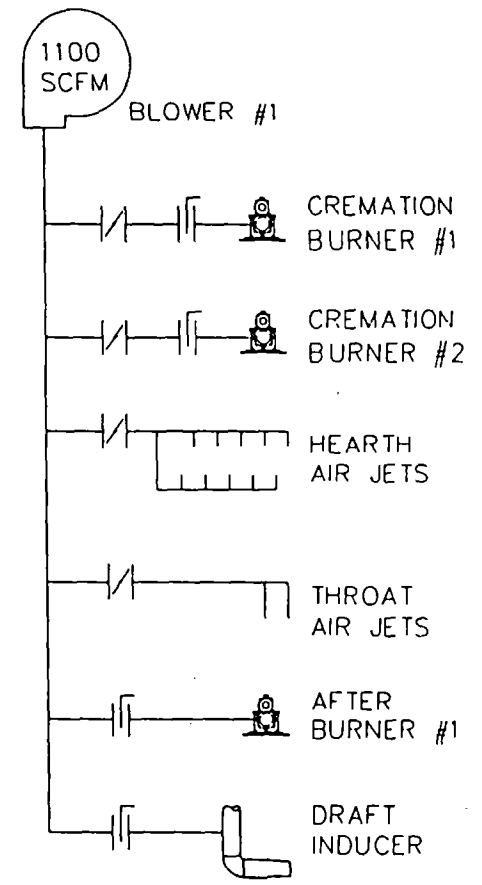 1100
SCFM
BLOWER #1
CREMATION
BURNER #1
CREMATION
BURNER #2
HEARTH
AIR JETS
THROAT
AIR JETS
AFTER
BURNER #1
DRAFT
INDUCER